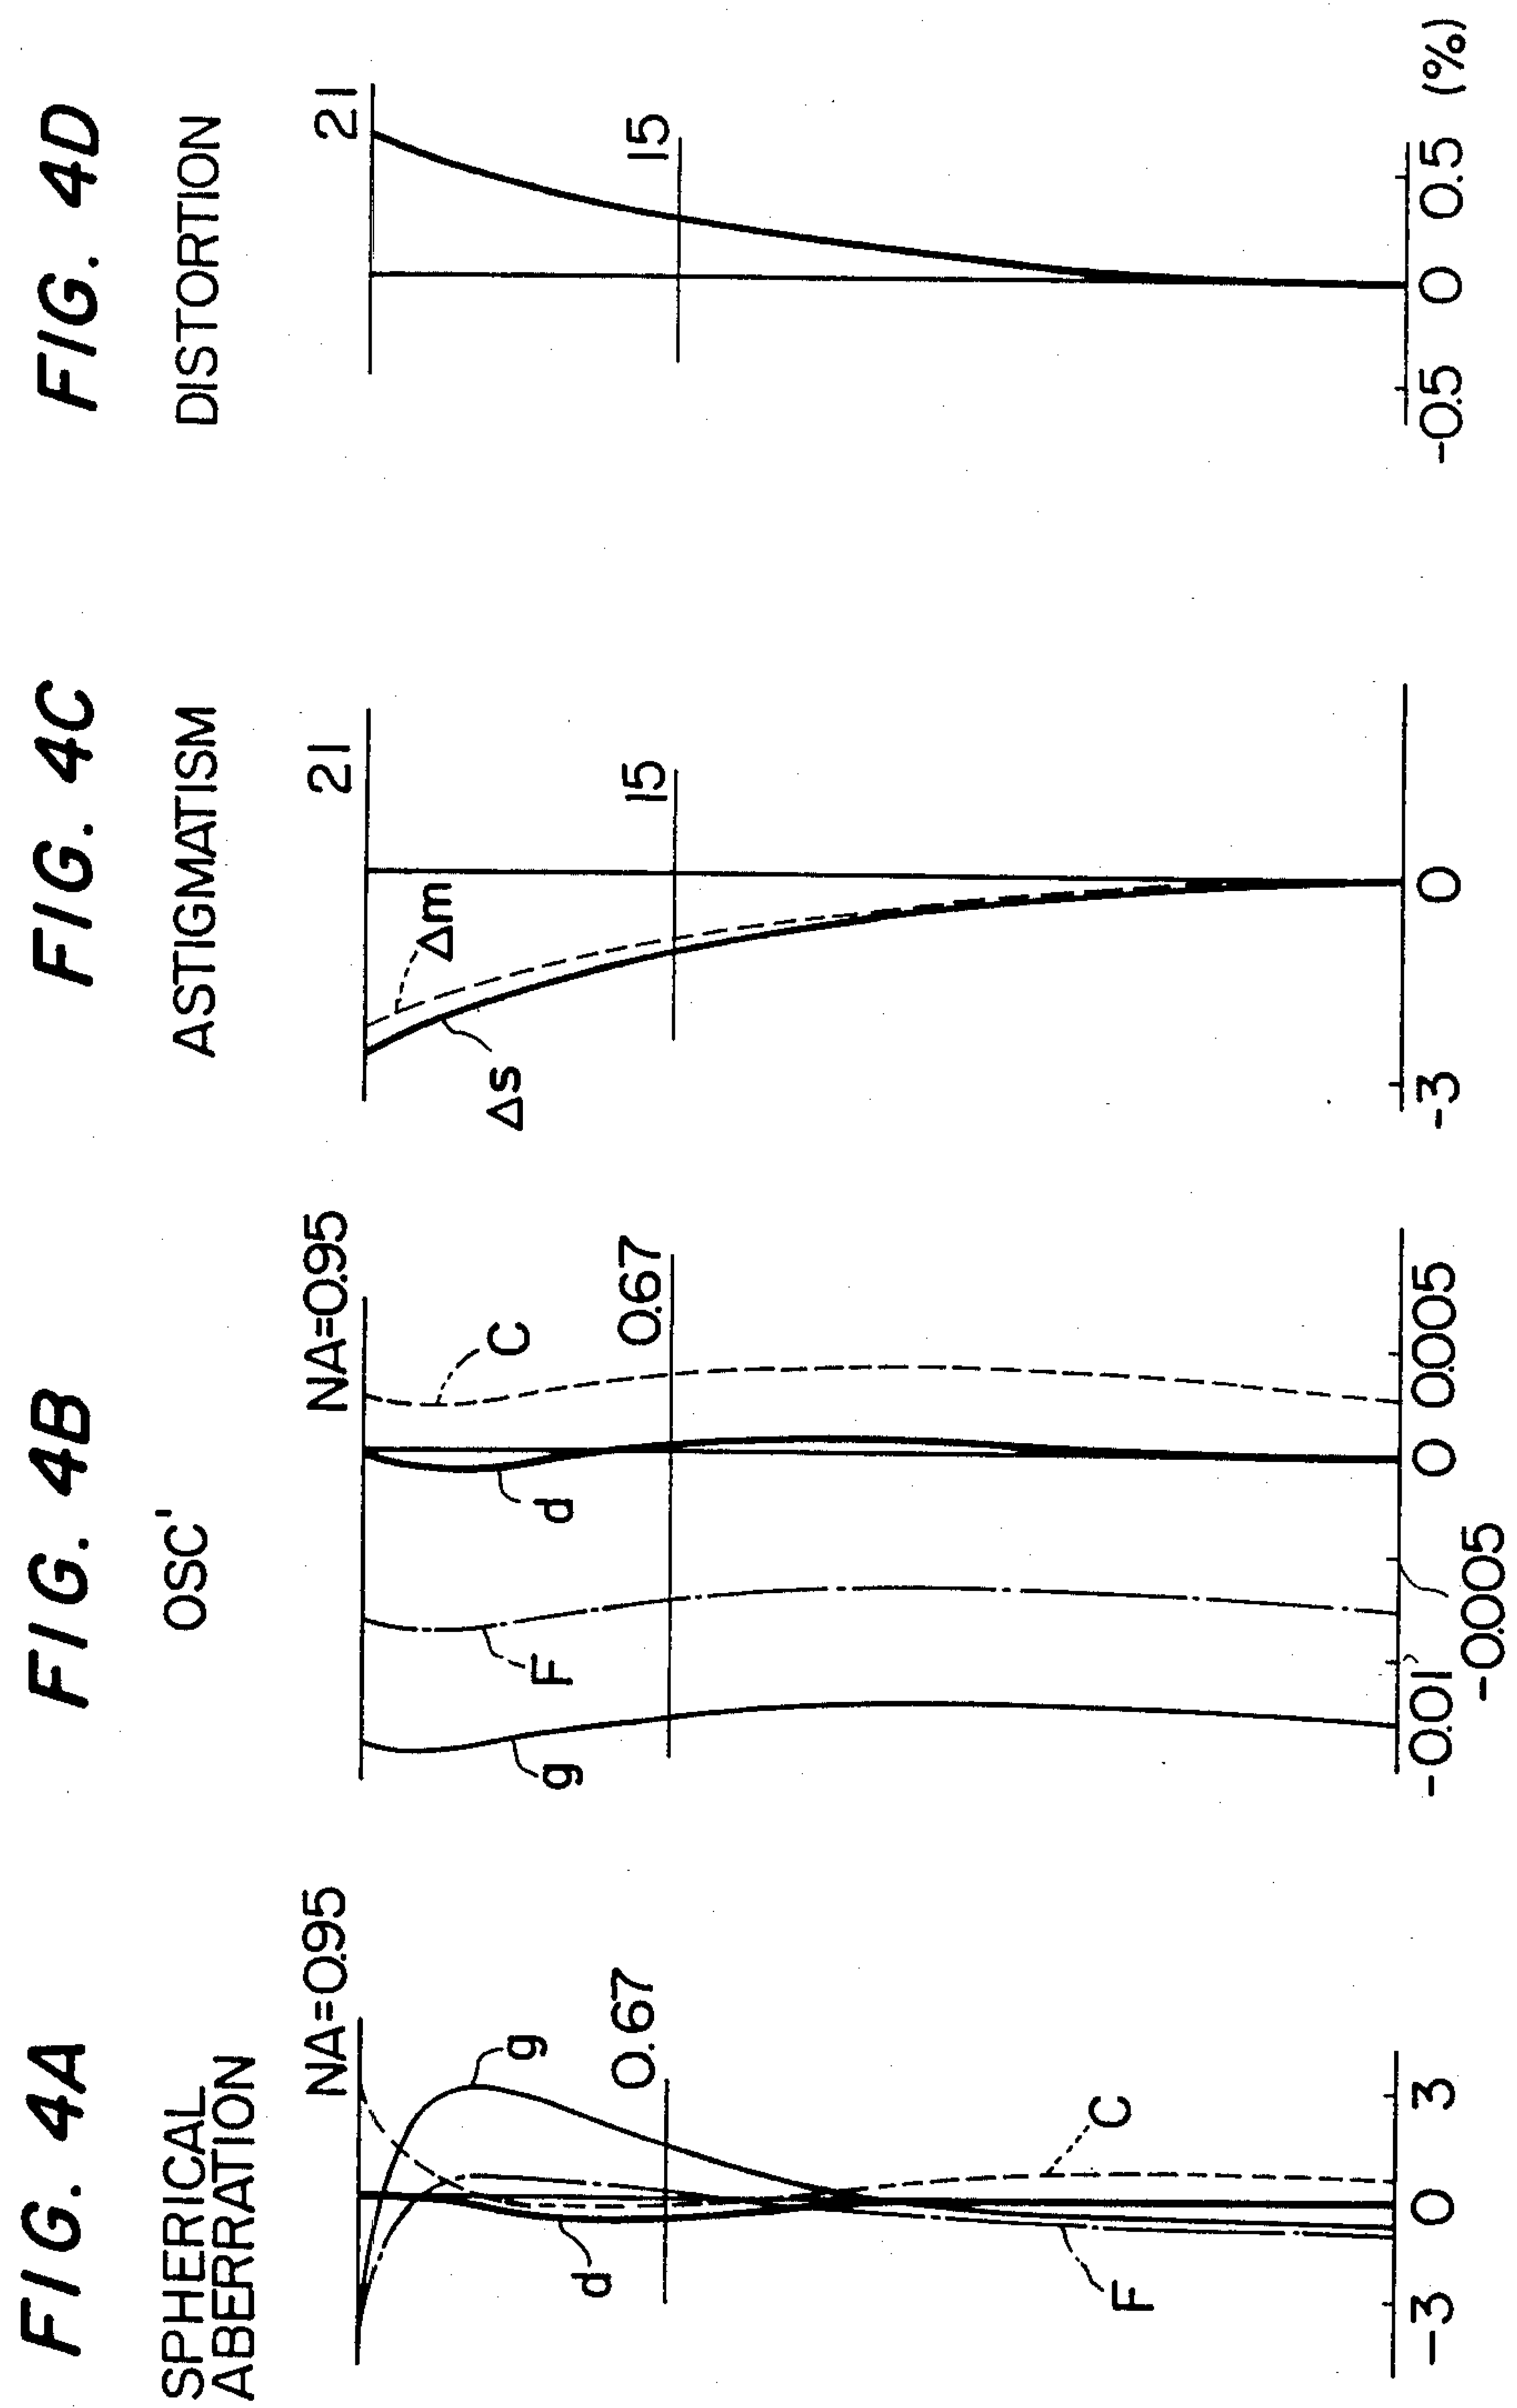 FIG. 4A
SPHERICAL
ABERRATION
NA=0.95
0.67
g
d
C
F
-3
0
3
FIG. 4B
OSC'
NA=0.95
0.67
C
d
F
g
-0.01
-0.005
0
0.005
FIG. 4C
ASTIGMATISM
21
15
Δm
Δs
-3
0
FIG. 4D
DISTORTION
21
15
-0.5
0
0.5
(%)